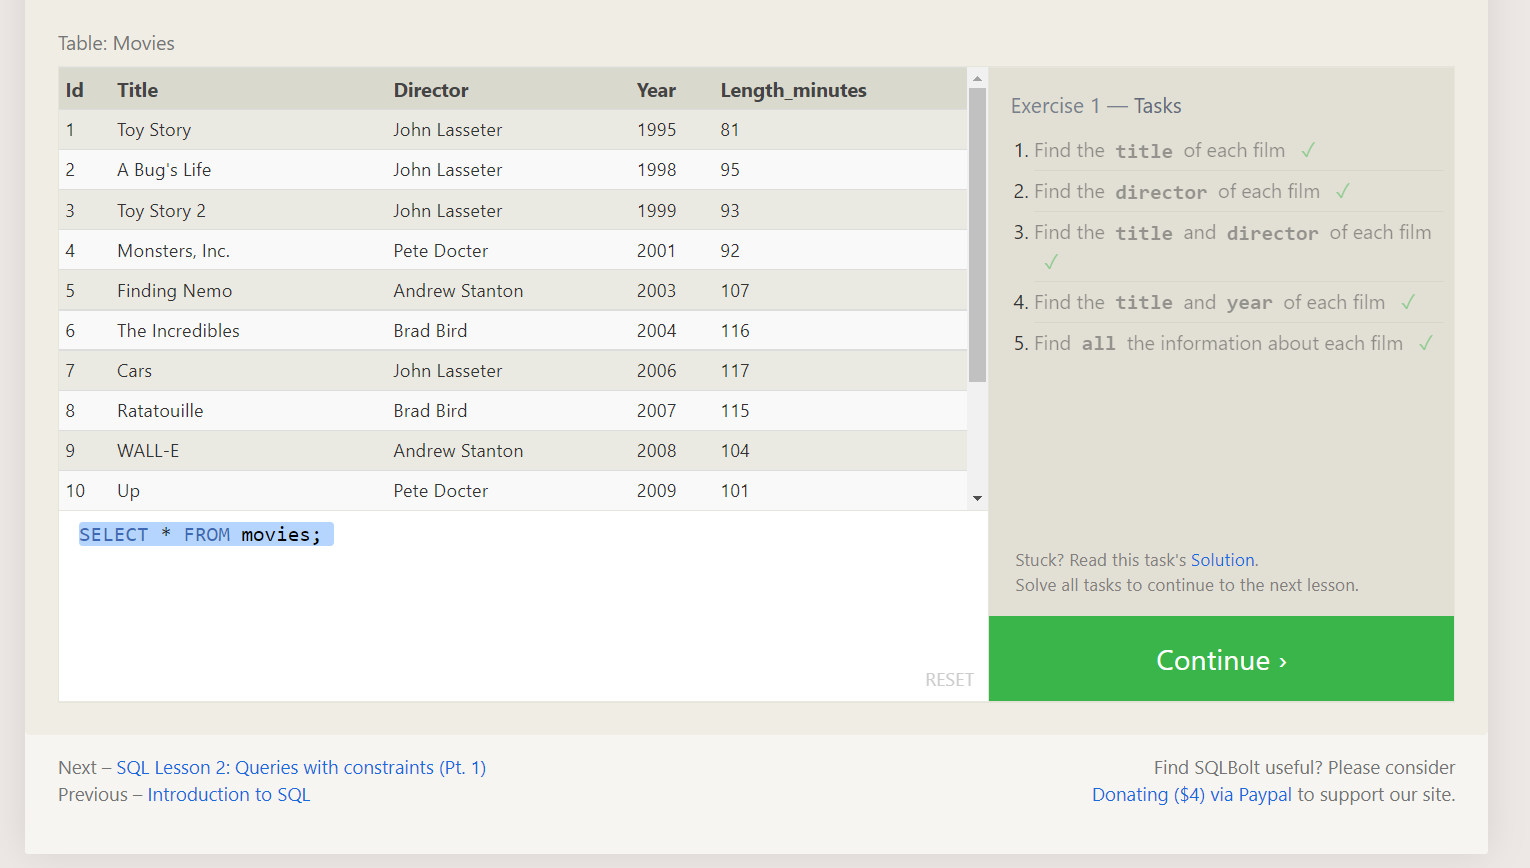 Table: Movies
Id Title Director Year Length_minutes
1 Toy Story John Lasseter 1995 81
2 A Bug's Life John Lasseter 1998 95
3 Toy Story 2 John Lasseter 1999 93
4 Monsters, Inc. Pete Docter 2001 92
5 Finding Nemo Andrew Stanton 2003 107
6 The Incredibles Brad Bird 2004 116
7 Cars John Lasseter 2006 117
8 Ratatouille Brad Bird 2007 115
9 WALL-E Andrew Stanton 2008 104
10 Up Pete Docter 2009 101
SELECT * FROM movies;
RESET
Exercise 1 — Tasks
1. Find the title of each film ✓
2. Find the director of each film ✓
3. Find the title and director of each film
✓
4. Find the title and year of each film ✓
5. Find all the information about each film ✓
Stuck? Read this task's Solution.
Solve all tasks to continue to the next lesson.
Continue ›
Next – SQL Lesson 2: Queries with constraints (Pt. 1)
Previous – Introduction to SQL
Find SQLBolt useful? Please consider
Donating ($4) via Paypal to support our site.